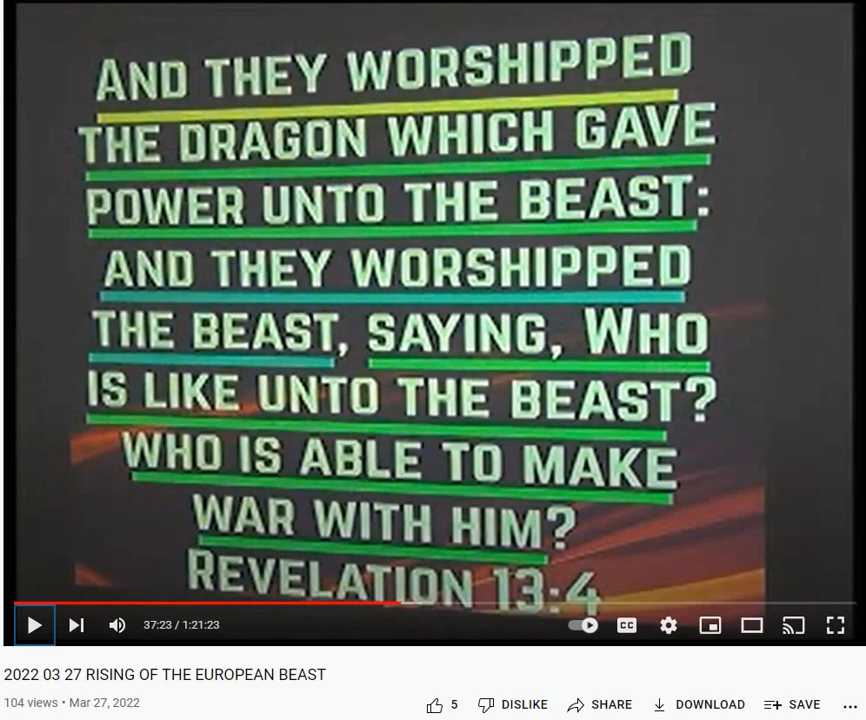 AND THEY WORSHIPPED
THE DRAGON WHICH GAVE
POWER UNTO THE BEAST:
AND THEY WORSHIPPED
THE BEAST, SAYING, WHO
IS LIKE UNTO THE BEAST?
WHO IS ABLE TO MAKE
WAR WITH HIM?
REVELATION 13:4
37:23 / 1:21:23
CC
2022 03 27 RISING OF THE EUROPEAN BEAST
104 views • Mar 27, 2022
5 DISLIKE SHARE DOWNLOAD SAVE ...